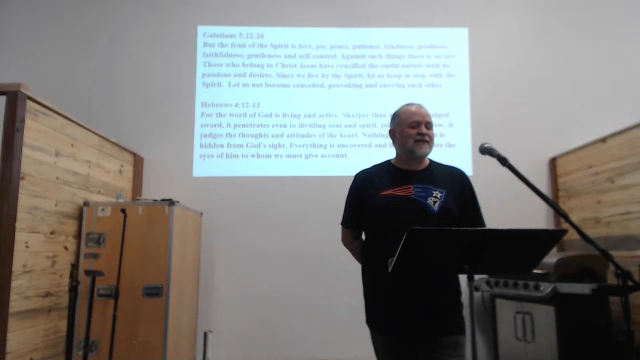 Galatians 5:22-26
But the fruit of the Spirit is love, joy, peace, patience, kindness, goodness,
faithfulness, gentleness and self-control. Against such things there is no law
Those who belong to Christ Jesus have crucified the sinful nature with its
passions and desires. Since we live by the Spirit, let us keep in step with the
Spirit. Let us not become conceited, provoking and envying each other
Hebrews 4:12-13
For the word of God is living and active. Sharper than edged
sword, it penetrates even to dividing soul and spirit, it
judges the thoughts and attitudes of the heart. Nothing is
hidden from God's sight. Everything is uncovered and the
eyes of him to whom we must give account.